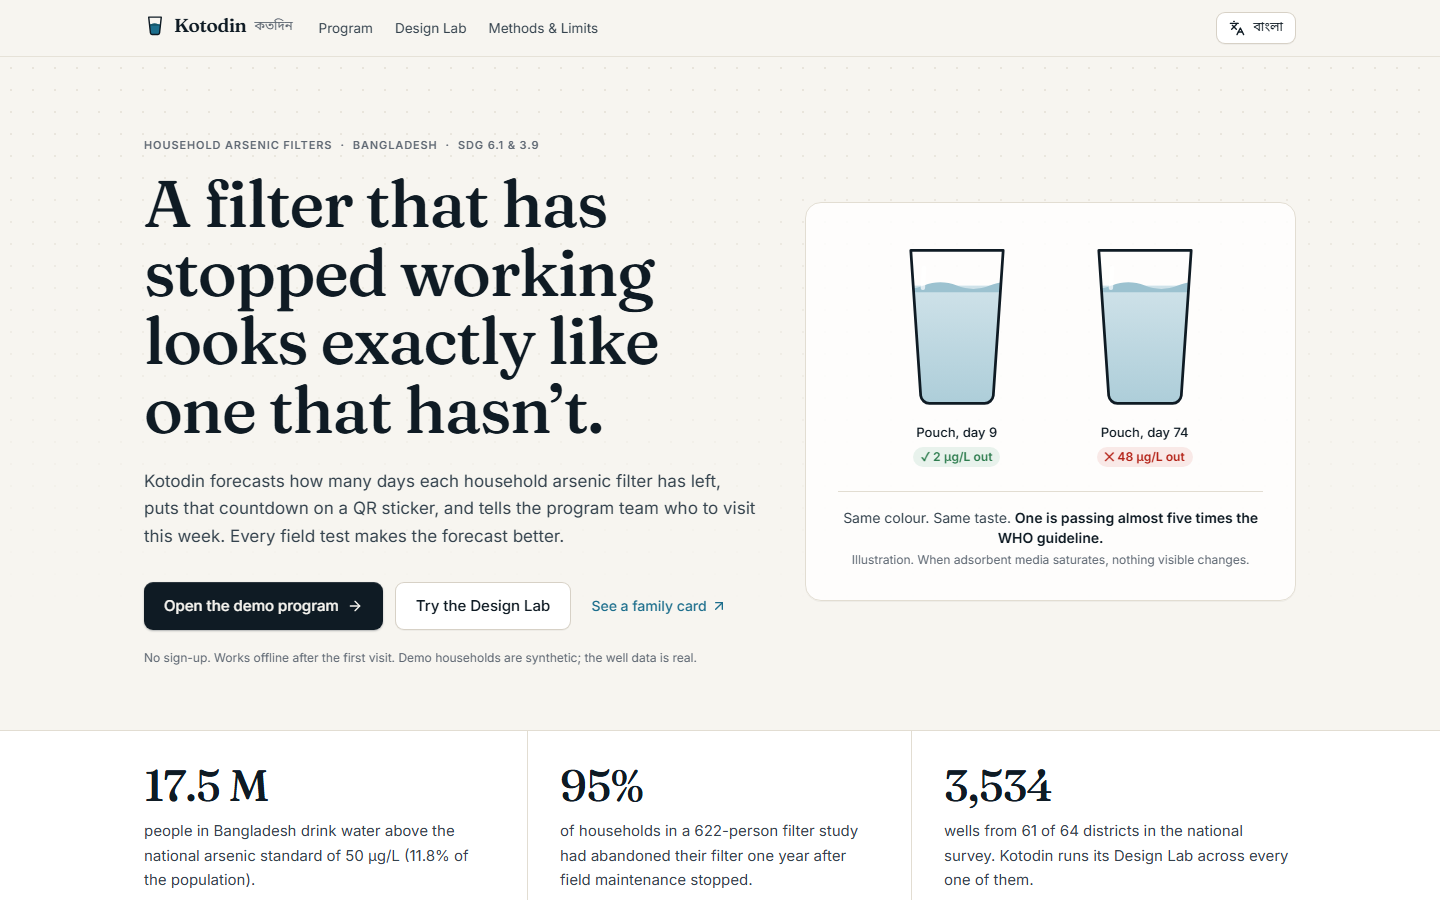 Kotodin কতদিন Program Design Lab Methods & Limits বাংলা
HOUSEHOLD ARSENIC FILTERS · BANGLADESH · SDG 6.1 & 3.9
A filter that has
stopped working
looks exactly like
one that hasn’t.
Kotodin forecasts how many days each household arsenic filter has left,
puts that countdown on a QR sticker, and tells the program team who to visit
this week. Every field test makes the forecast better.
Open the demo program → Try the Design Lab See a family card ↗
No sign-up. Works offline after the first visit. Demo households are synthetic; the well data is real.
Pouch, day 9 Pouch, day 74
✓ 2 µg/L out ✕ 48 µg/L out
Same colour. Same taste. One is passing almost five times the
WHO guideline.
Illustration. When adsorbent media saturates, nothing visible changes.
17.5 M
people in Bangladesh drink water above the
national arsenic standard of 50 µg/L (11.8% of
the population).
95%
of households in a 622-person filter study
had abandoned their filter one year after
field maintenance stopped.
3,534
wells from 61 of 64 districts in the national
survey. Kotodin runs its Design Lab across every
one of them.